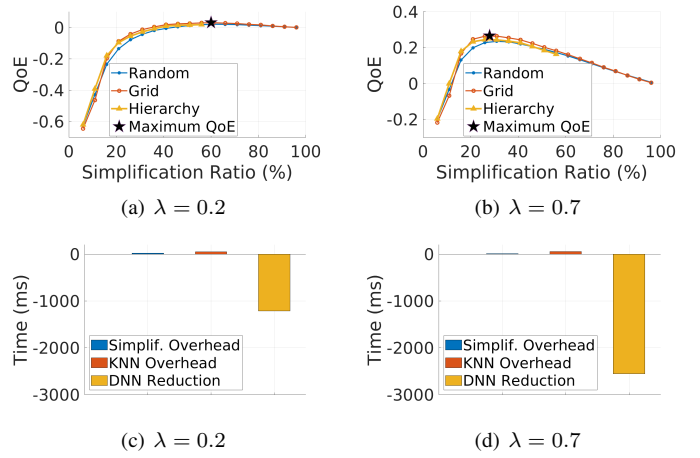 0
-0.2
-0.4
-0.6
QoE
Random
Grid
Hierarchy
Maximum QoE
0 20 40 60 80 100
Simplification Ratio (%)
(a) λ = 0.2
0.4
0.2
0
-0.2
QoE
Random
Grid
Hierarchy
Maximum QoE
0 20 40 60 80 100
Simplification Ratio (%)
(b) λ = 0.7
0
-1000
-2000
-3000
Time (ms)
Simplif. Overhead
KNN Overhead
DNN Reduction
(c) λ = 0.2
0
-1000
-2000
-3000
Time (ms)
Simplif. Overhead
KNN Overhead
DNN Reduction
(d) λ = 0.7